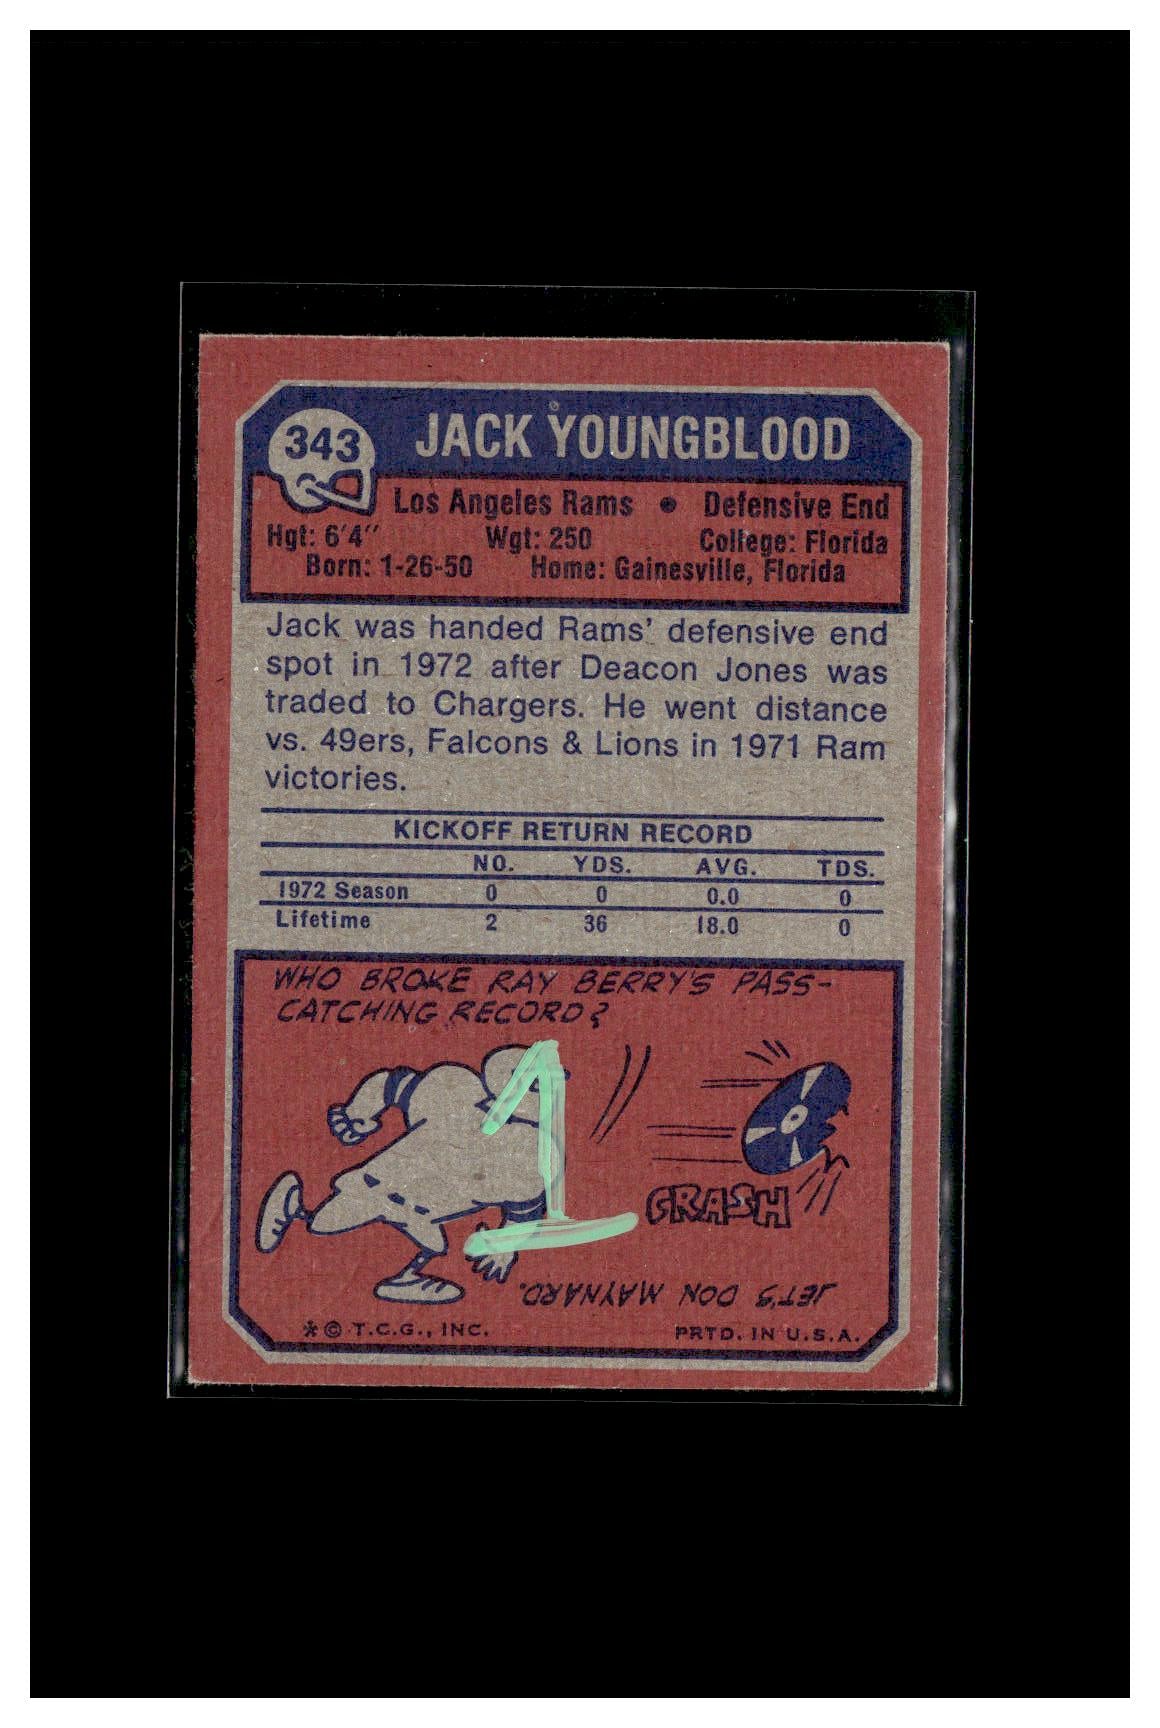 343
JACK YOUNGBLOOD
Los Angeles Rams • Defensive End
Hgt: 6'4" Wgt: 250 College: Florida
Born: 1-26-50 Home: Gainesville, Florida
Jack was handed Rams' defensive end
spot in 1972 after Deacon Jones was
traded to Chargers. He went distance
vs. 49ers, Falcons & Lions in 1971 Ram
victories.
KICKOFF RETURN RECORD
NO. YDS. AVG. TDS.
1972 Season 0 0 0.0 0
Lifetime 2 36 18.0 0
WHO BROKE RAY BERRY'S PASS-
CATCHING RECORD?
1
CRASH
JETS DON MAYNARD.
* © T.C.G., INC. PRTD. IN U.S.A.